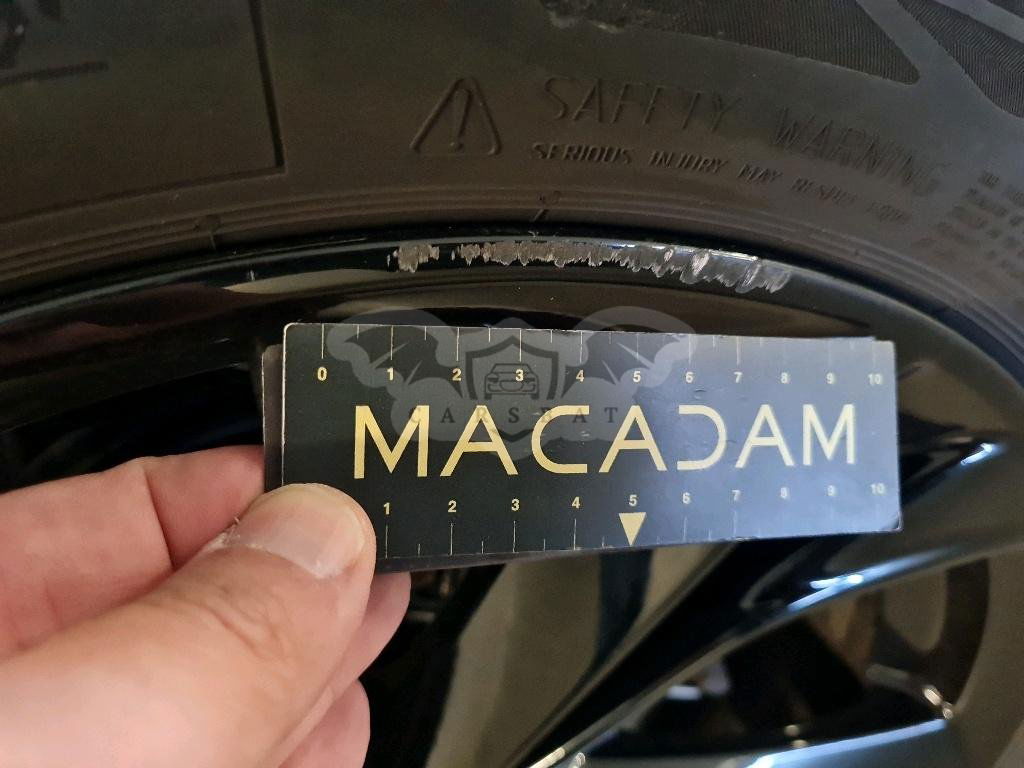 SAFETY WARNING
SERIOUS INJURY MAY RESULT FROM
0 1 2 3 4 5 6 7 8 9 10
CARSBAT
MACADAM
1 2 3 4 5 6 7 8 9 10